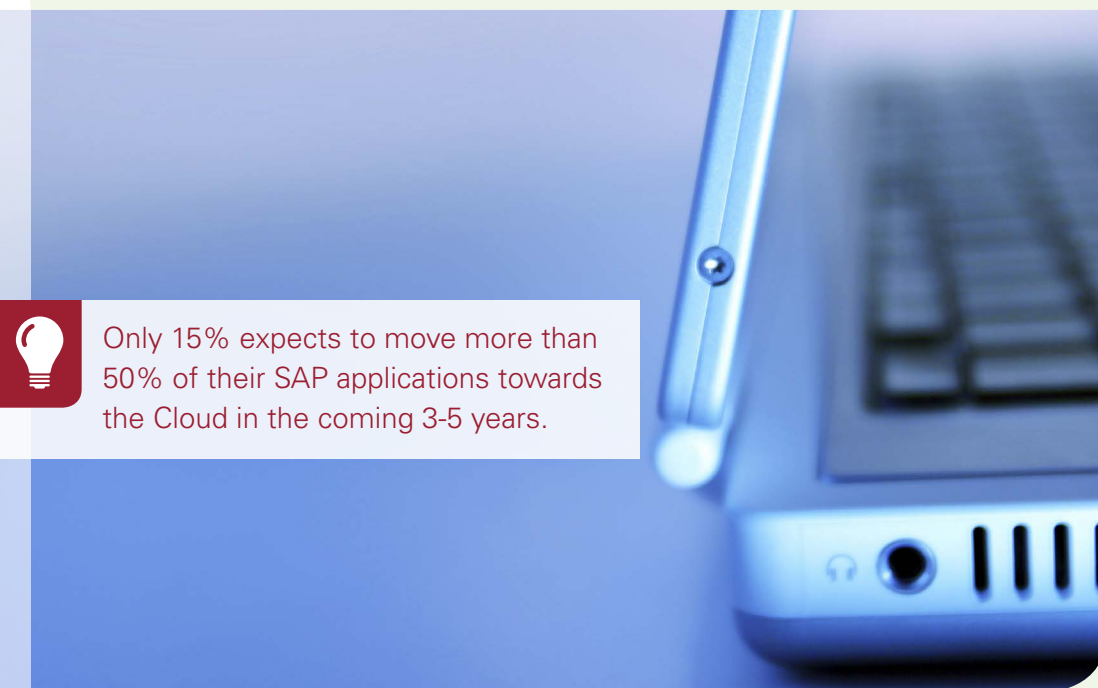 Only 15% expects to move more than
50% of their SAP applications towards
the Cloud in the coming 3-5 years.